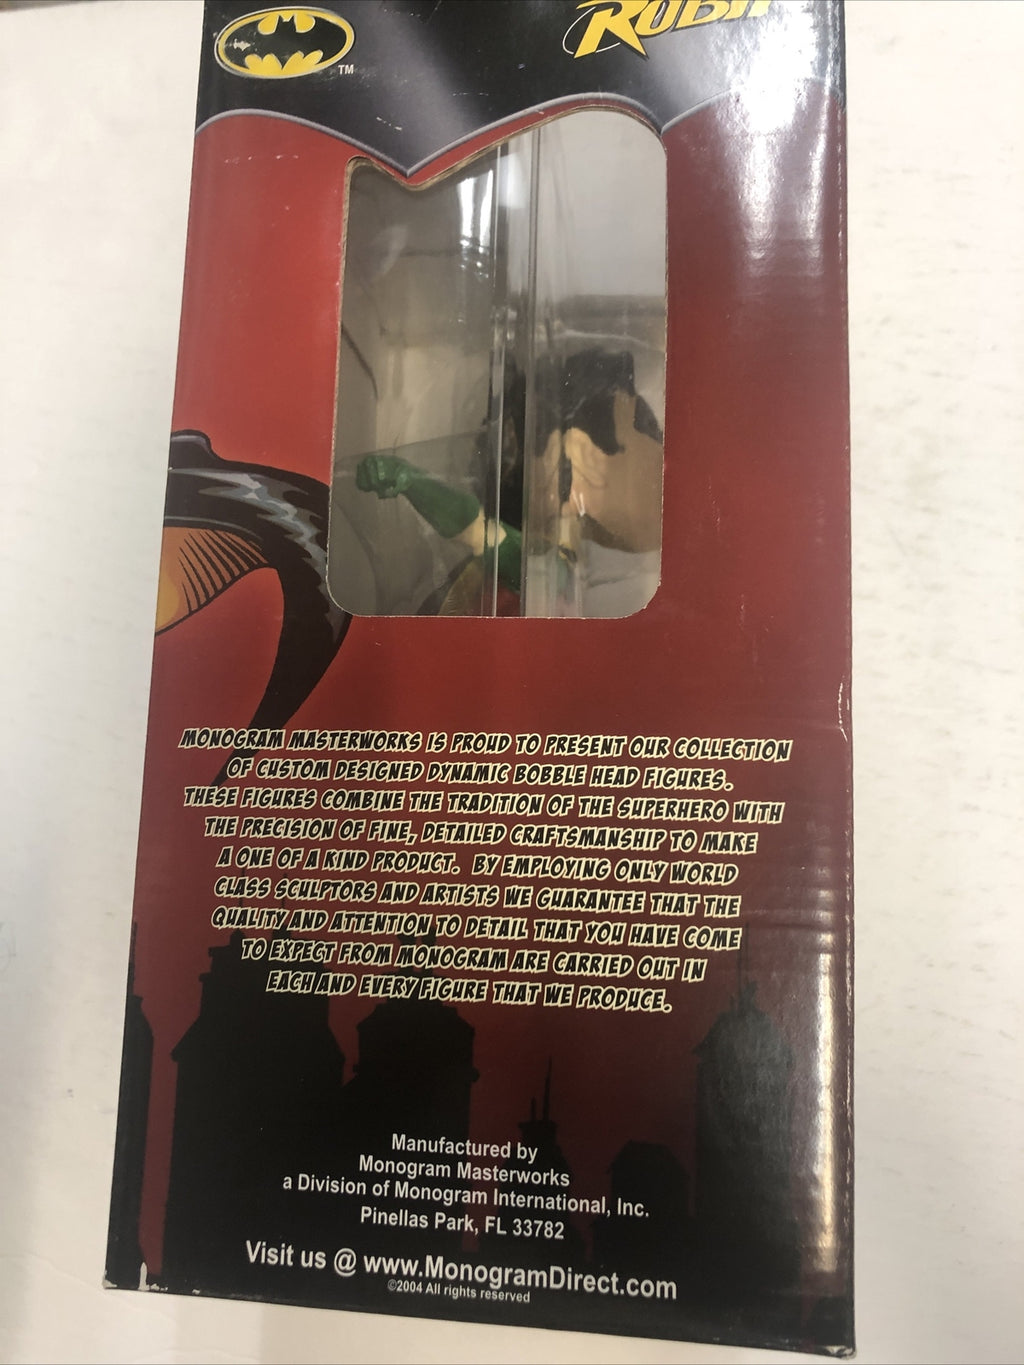 TM
ROBIN
MONOGRAM MASTERWORKS IS PROUD TO PRESENT OUR COLLECTION
OF CUSTOM DESIGNED DYNAMIC BOBBLE HEAD FIGURES.
THESE FIGURES COMBINE THE TRADITION OF THE SUPERHERO WITH
THE PRECISION OF FINE, DETAILED CRAFTSMANSHIP TO MAKE
A ONE OF A KIND PRODUCT. BY EMPLOYING ONLY WORLD
CLASS SCULPTORS AND ARTISTS WE GUARANTEE THAT THE
QUALITY AND ATTENTION TO DETAIL THAT YOU HAVE COME
TO EXPECT FROM MONOGRAM ARE CARRIED OUT IN
EACH AND EVERY FIGURE THAT WE PRODUCE.
Manufactured by
Monogram Masterworks
a Division of Monogram International, Inc.
Pinellas Park, FL 33782
Visit us @ www.MonogramDirect.com
©2004 All rights reserved